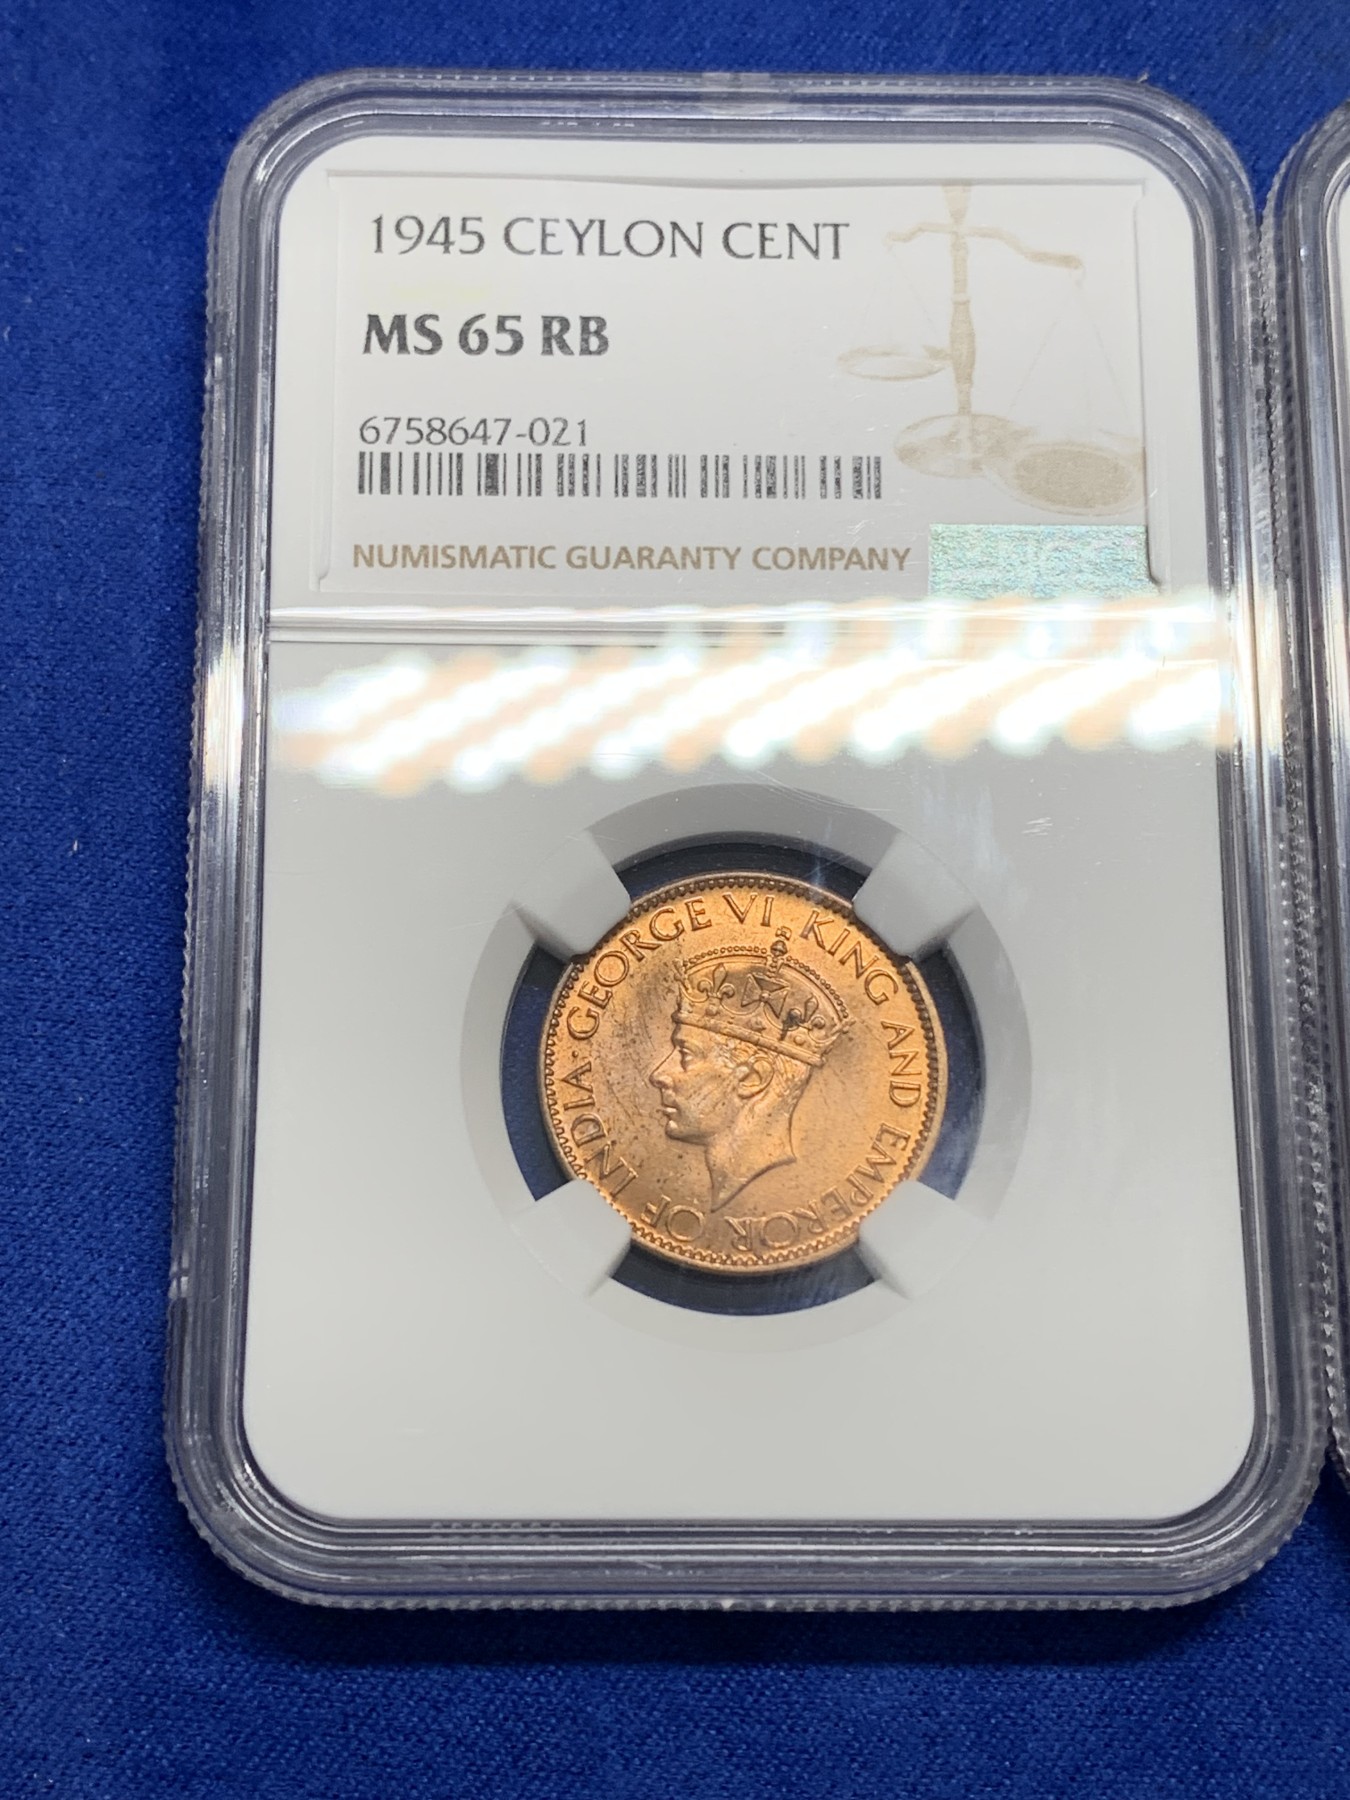 1945 CEYLON CENT
MS 65 RB
6758647-021
NUMISMATIC GUARANTY COMPANY
GEORGE VI, KING AND EMPEROR OF INDIA·